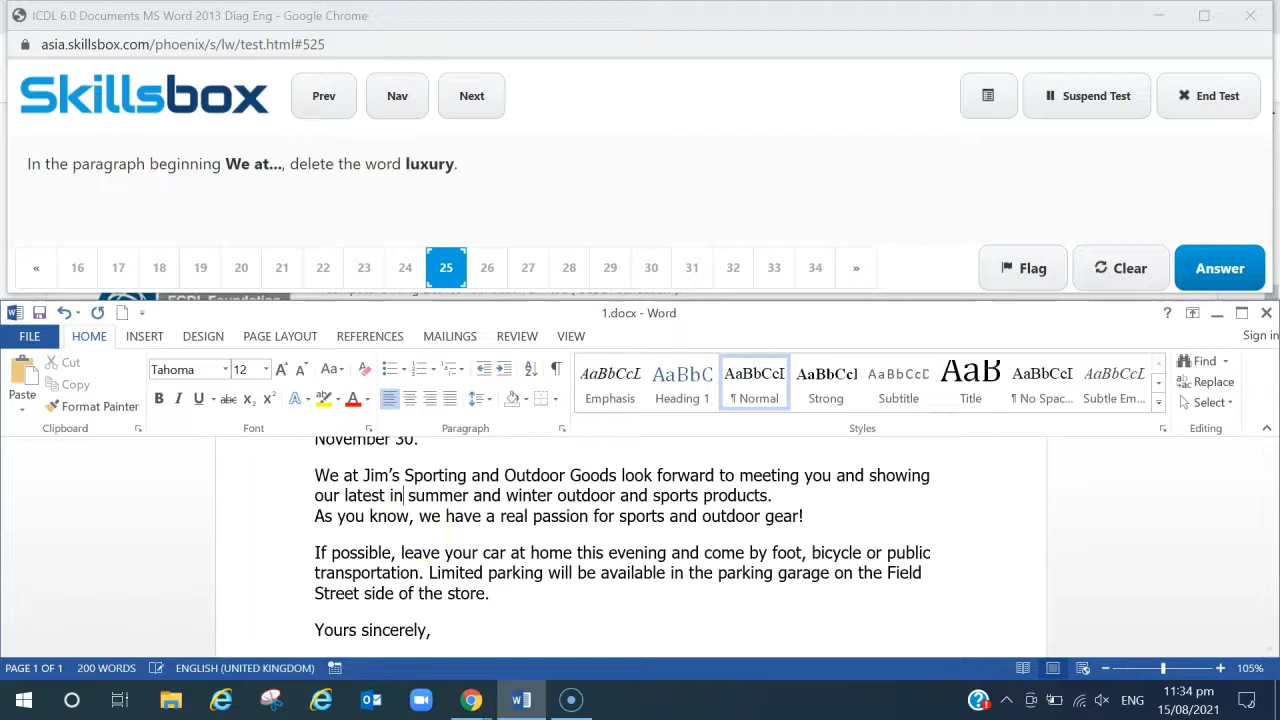 ICDL 6.0 Documents MS Word 2013 Diag Eng - Google Chrome
asia.skillsbox.com/phoenix/s/lw/test.html#525
Skillsbox Prev Nav Next Suspend Test End Test
In the paragraph beginning We at..., delete the word luxury.
« 16 17 18 19 20 21 22 23 24 25 26 27 28 29 30 31 32 33 34 » Flag Clear Answer
1.docx - Word
FILE HOME INSERT DESIGN PAGE LAYOUT REFERENCES MAILINGS REVIEW VIEW Sign in
Paste Cut Copy Format Painter
Tahoma 12
AaBbCcI AaBbC AaBbCcI AaBbCcI AaBbCcD AaB AaBbCcI AaBbCcI
Emphasis Heading 1 ¶ Normal Strong Subtitle Title ¶ No Spac... Subtle Em...
Find Replace Select
Clipboard Font Paragraph Styles Editing
November 30.
We at Jim's Sporting and Outdoor Goods look forward to meeting you and showing
our latest in summer and winter outdoor and sports products.
As you know, we have a real passion for sports and outdoor gear!
If possible, leave your car at home this evening and come by foot, bicycle or public
transportation. Limited parking will be available in the parking garage on the Field
Street side of the store.
Yours sincerely,
PAGE 1 OF 1 200 WORDS ENGLISH (UNITED KINGDOM) 105%
ENG 11:34 pm
15/08/2021